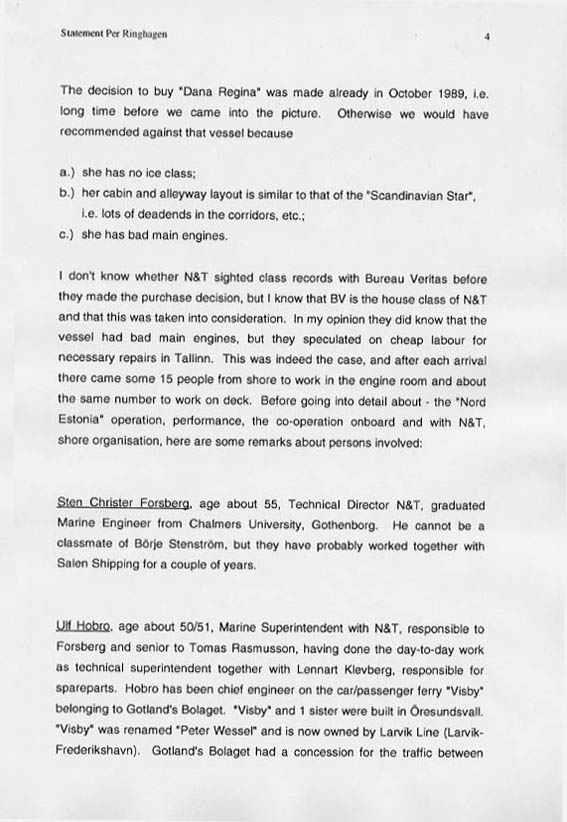 Statement Per Ringhagen
4
The decision to buy "Dana Regina" was made already in October 1989, i.e.
long time before we came into the picture. Otherwise we would have
recommended against that vessel because
a.) she has no ice class;
b.) her cabin and alleyway layout is similar to that of the "Scandinavian Star",
i.e. lots of deadends in the corridors, etc.;
c.) she has bad main engines.
I don't know whether N&T sighted class records with Bureau Veritas before
they made the purchase decision, but I know that BV is the house class of N&T
and that this was taken into consideration. In my opinion they did know that the
vessel had bad main engines, but they speculated on cheap labour for
necessary repairs in Tallinn. This was indeed the case, and after each arrival
there came some 15 people from shore to work in the engine room and about
the same number to work on deck. Before going into detail about - the "Nord
Estonia" operation, performance, the co-operation onboard and with N&T,
shore organisation, here are some remarks about persons involved:
Sten Christer Forsberg, age about 55, Technical Director N&T, graduated
Marine Engineer from Chalmers University, Gothenborg. He cannot be a
classmate of Börje Stenström, but they have probably worked together with
Salen Shipping for a couple of years.
Ulf Hobro, age about 50/51, Marine Superintendent with N&T, responsible to
Forsberg and senior to Tomas Rasmusson, having done the day-to-day work
as technical superintendent together with Lennart Klevberg, responsible for
spareparts. Hobro has been chief engineer on the car/passenger ferry "Visby"
belonging to Gotland's Bolaget. "Visby" and 1 sister were built in Öresundsvall.
"Visby" was renamed "Peter Wessel" and is now owned by Larvik Line (Larvik-
Frederikshavn). Gotland's Bolaget had a concession for the traffic between